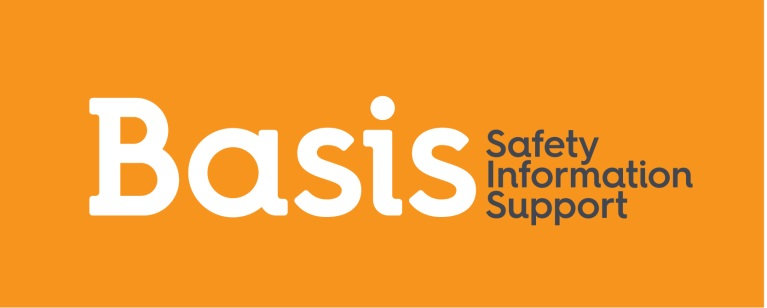 Basis
Safety
Information
Support